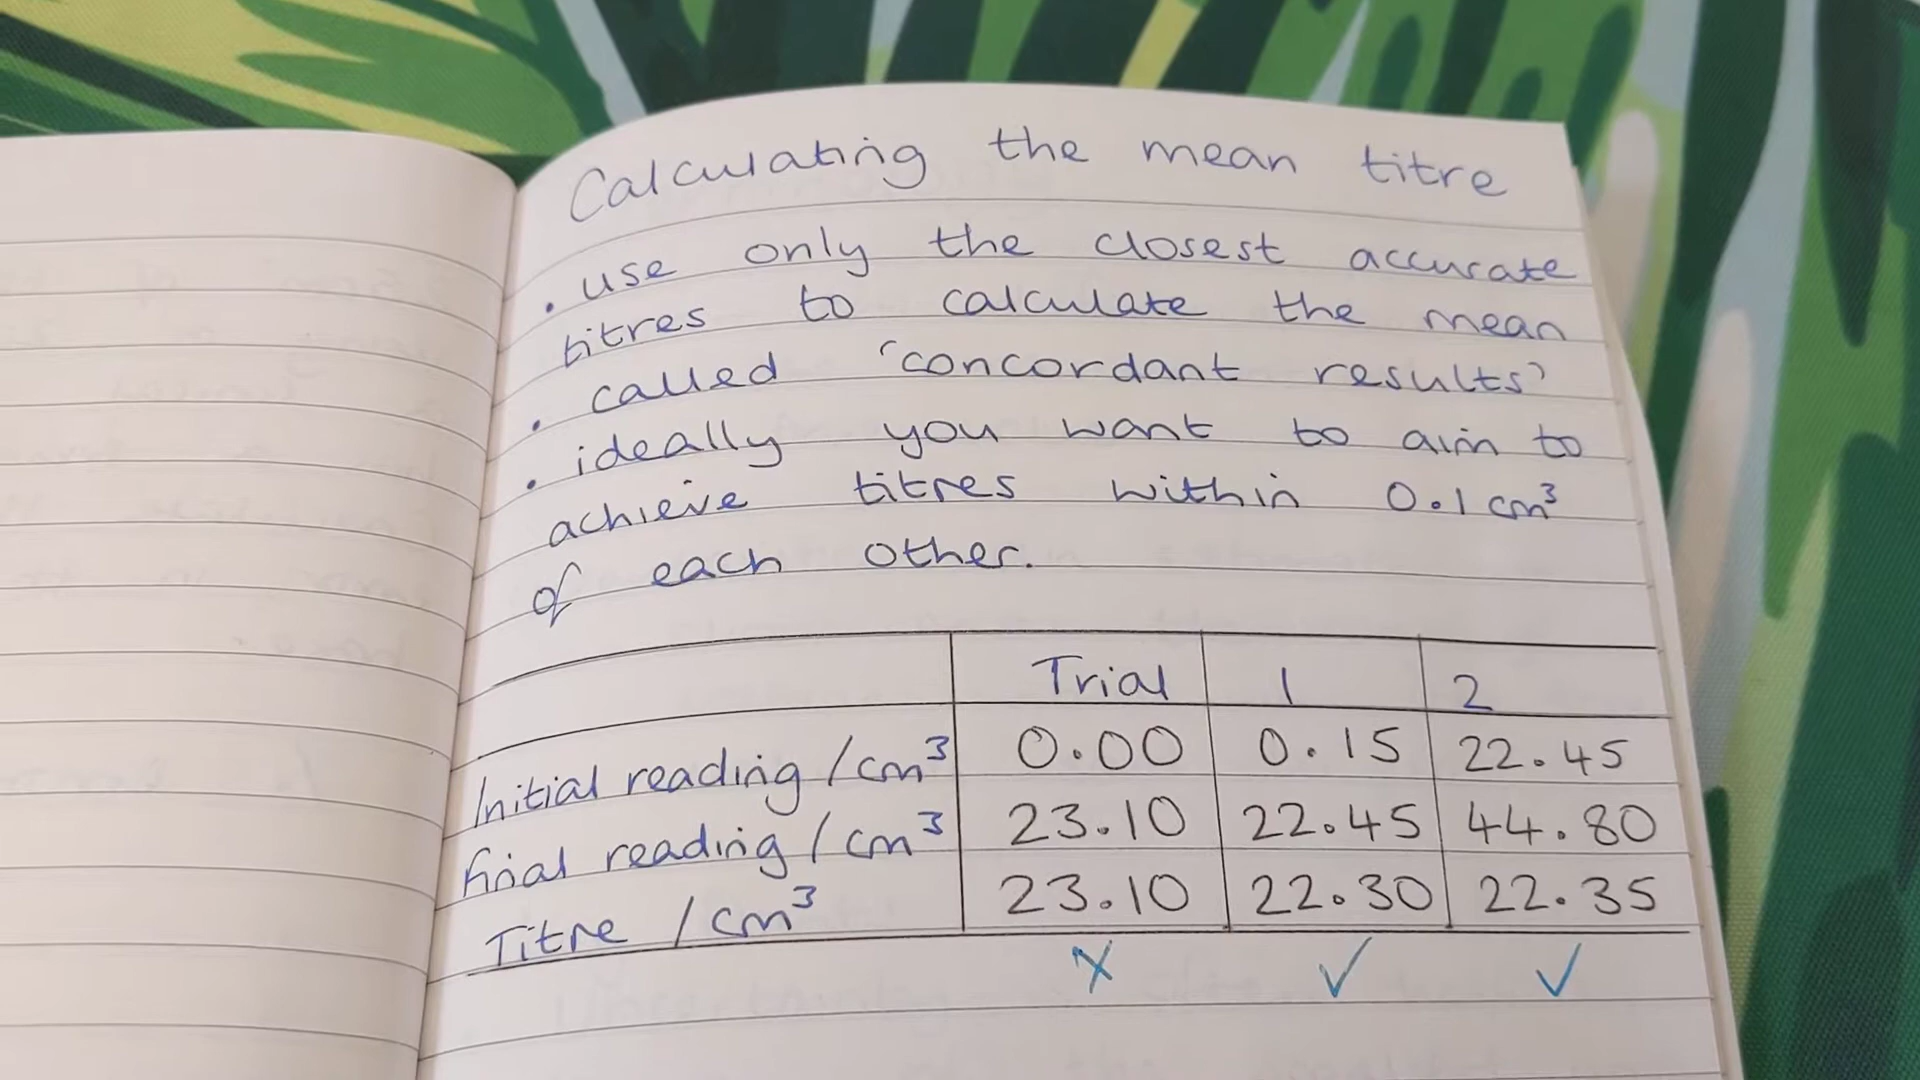 Calculating the mean titre
• use only the closest accurate
titres to calculate the mean
• called 'concordant results'
• ideally you want to aim to
achieve titres within 0.1 cm³
of each other.
Trial 1 2
Initial reading / cm³ 0.00 0.15 22.45
final reading / cm³ 23.10 22.45 44.80
Titre / cm³ 23.10 22.30 22.35
✗ ✓ ✓